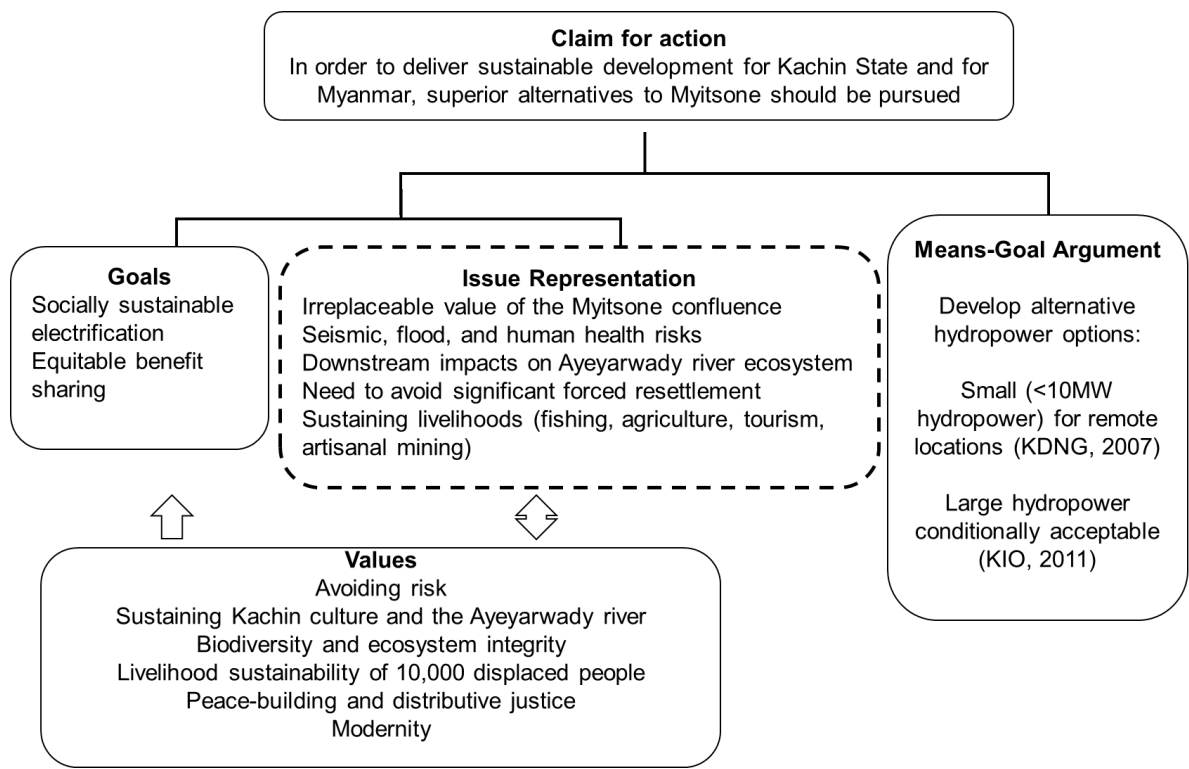 Claim for action
In order to deliver sustainable development for Kachin State and for
Myanmar, superior alternatives to Myitsone should be pursued
Goals
Socially sustainable
electrification
Equitable benefit
sharing
Issue Representation
Irreplaceable value of the Myitsone confluence
Seismic, flood, and human health risks
Downstream impacts on Ayeyarwady river ecosystem
Need to avoid significant forced resettlement
Sustaining livelihoods (fishing, agriculture, tourism,
artisanal mining)
Means-Goal Argument
Develop alternative
hydropower options:
Small (<10MW
hydropower) for remote
locations (KDNG, 2007)
Large hydropower
conditionally acceptable
(KIO, 2011)
Values
Avoiding risk
Sustaining Kachin culture and the Ayeyarwady river
Biodiversity and ecosystem integrity
Livelihood sustainability of 10,000 displaced people
Peace-building and distributive justice
Modernity